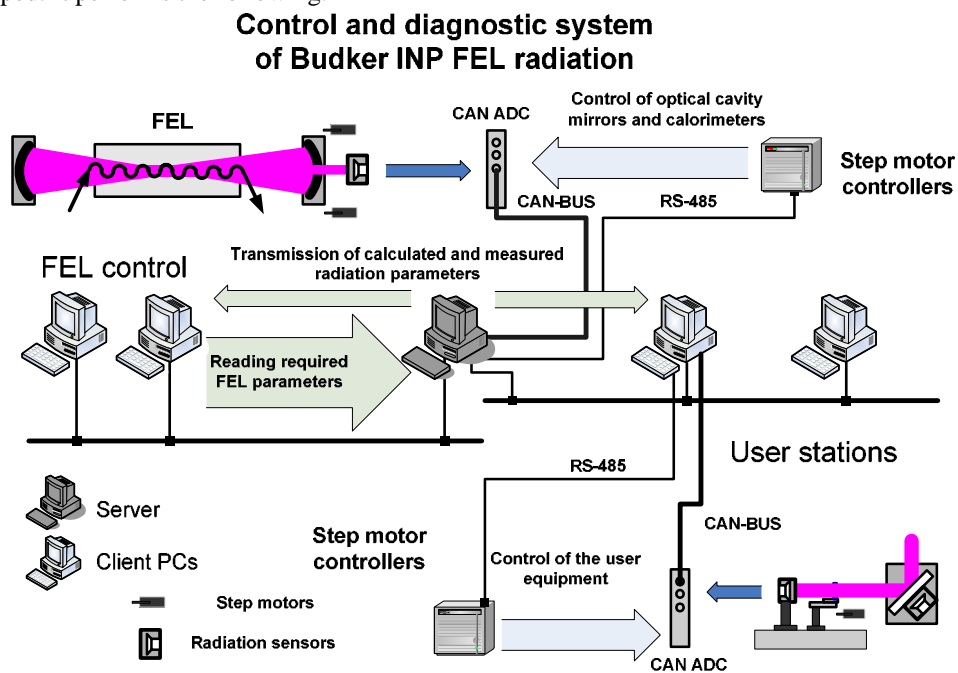 Control and diagnostic system
of Budker INP FEL radiation
FEL
CAN ADC
Control of optical cavity
mirrors and calorimeters
Step motor
controllers
CAN-BUS
RS-485
FEL control
Transmission of calculated and measured
radiation parameters
Reading required
FEL parameters
User stations
RS-485
Server
Client PCs
Step motors
Radiation sensors
Step motor
controllers
Control of the user
equipment
CAN-BUS
CAN ADC